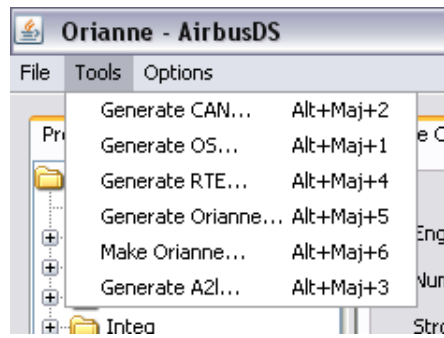 Orianne - AirbusDS
File Tools Options
Generate CAN... Alt+Maj+2
Generate OS... Alt+Maj+1
Generate RTE... Alt+Maj+4
Generate Orianne... Alt+Maj+5
Make Orianne... Alt+Maj+6
Generate A2l... Alt+Maj+3
Integ